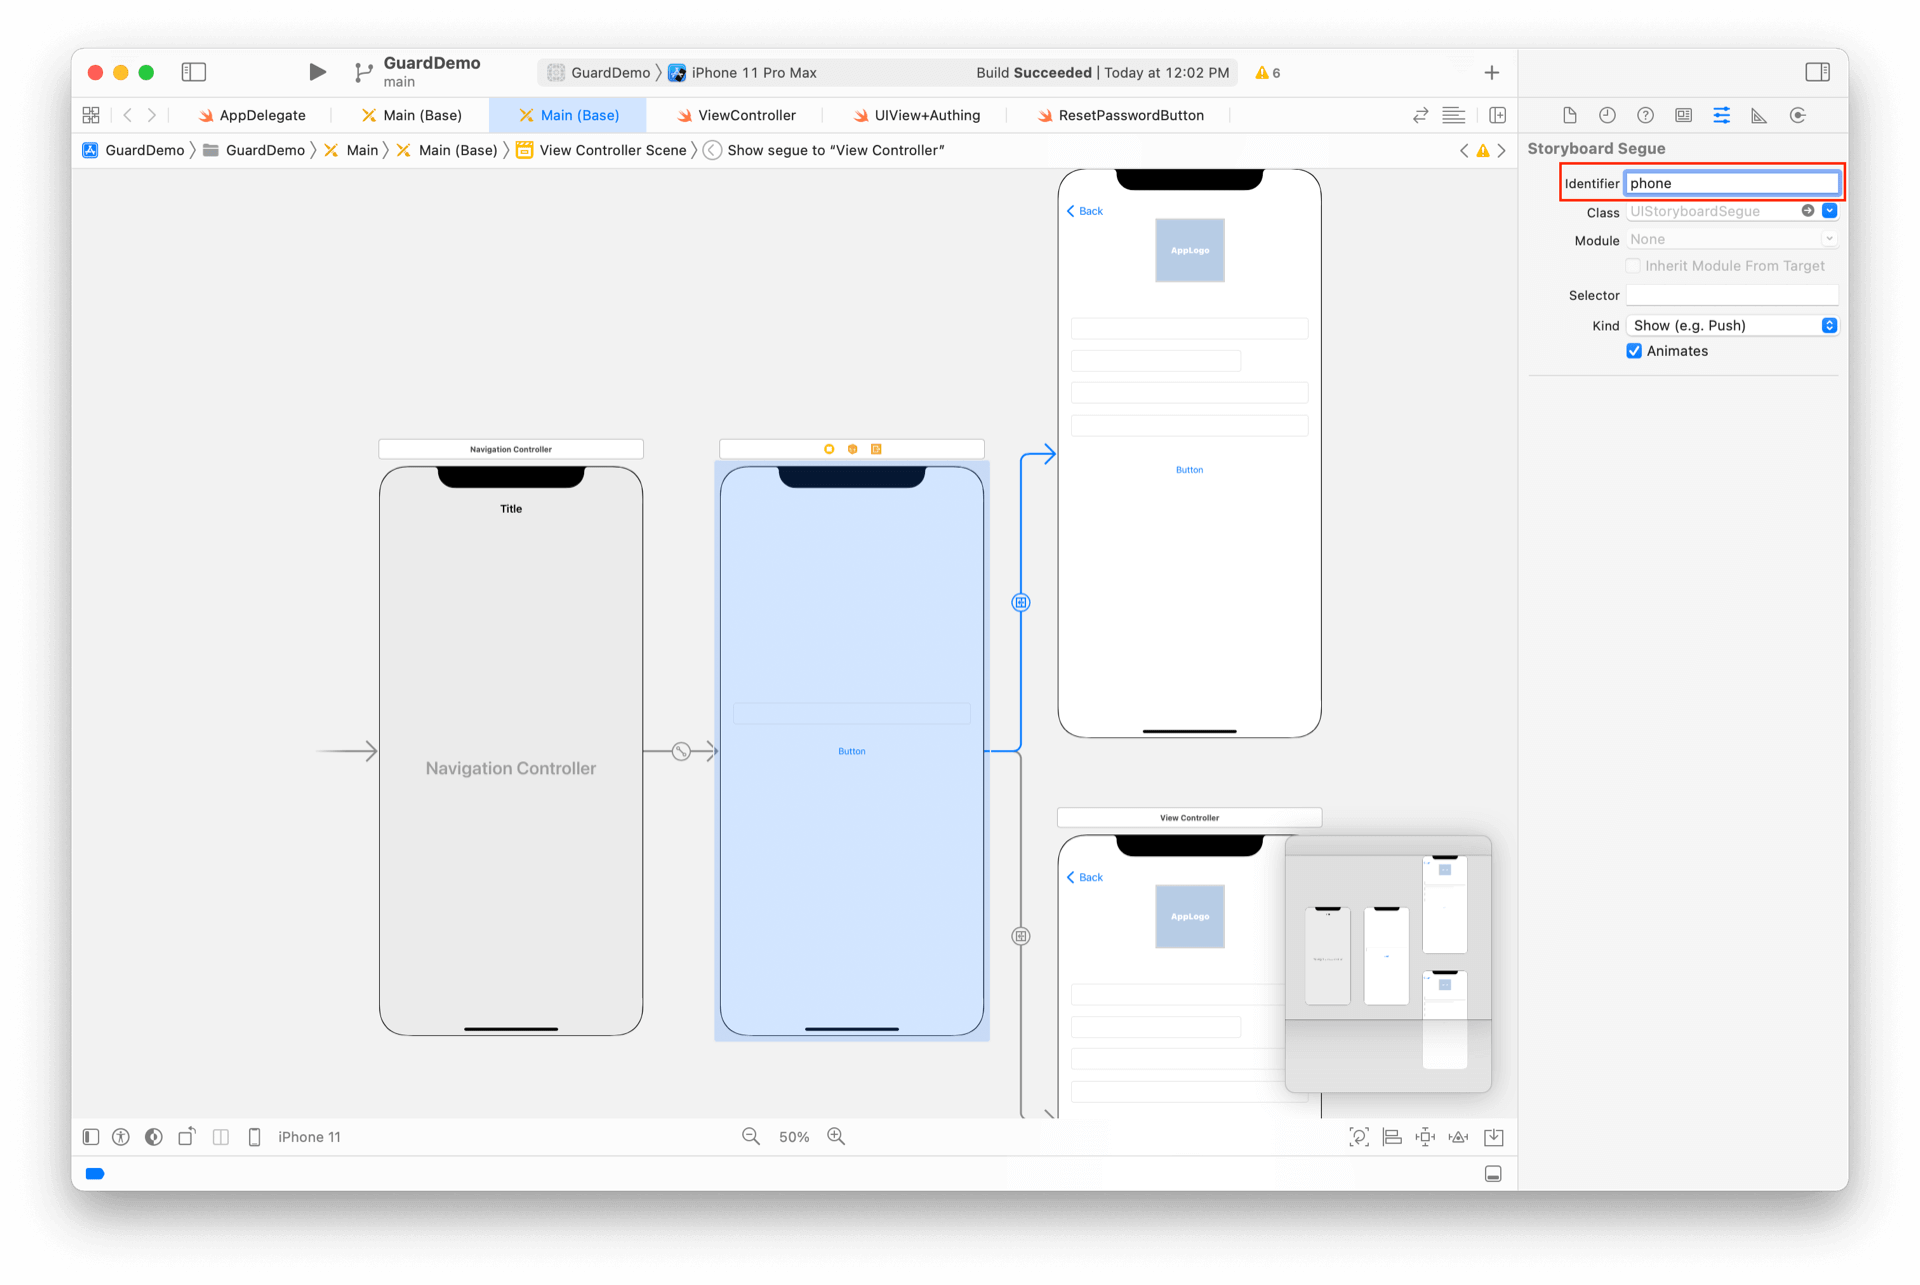 GuardDemo
main
GuardDemo iPhone 11 Pro Max
Build Succeeded | Today at 12:02 PM
6
AppDelegate
Main (Base)
Main (Base)
ViewController
UIView+Authing
ResetPasswordButton
GuardDemo GuardDemo Main Main (Base) View Controller Scene Show segue to “View Controller”
Storyboard Segue
Identifier phone
Class UIStoryboardSegue
Module None
Inherit Module From Target
Selector
Kind Show (e.g. Push)
Animates
Back
AppLogo
Button
Navigation Controller
Title
Navigation Controller
Button
View Controller
Back
AppLogo
iPhone 11
50%